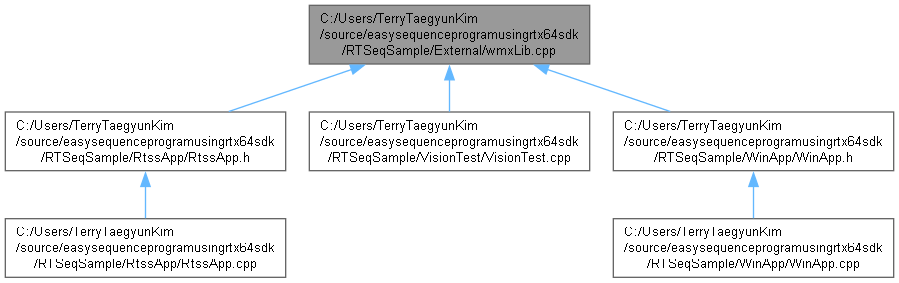 C:/Users/TerryTaegyunKim
/source/easysequenceprogramusingrtx64sdk
/RTSeqSample/External/wmxLib.cpp
C:/Users/TerryTaegyunKim
/source/easysequenceprogramusingrtx64sdk
/RTSeqSample/RtssApp/RtssApp.h
C:/Users/TerryTaegyunKim
/source/easysequenceprogramusingrtx64sdk
/RTSeqSample/VisionTest/VisionTest.cpp
C:/Users/TerryTaegyunKim
/source/easysequenceprogramusingrtx64sdk
/RTSeqSample/WinApp/WinApp.h
C:/Users/TerryTaegyunKim
/source/easysequenceprogramusingrtx64sdk
/RTSeqSample/RtssApp/RtssApp.cpp
C:/Users/TerryTaegyunKim
/source/easysequenceprogramusingrtx64sdk
/RTSeqSample/WinApp/WinApp.cpp